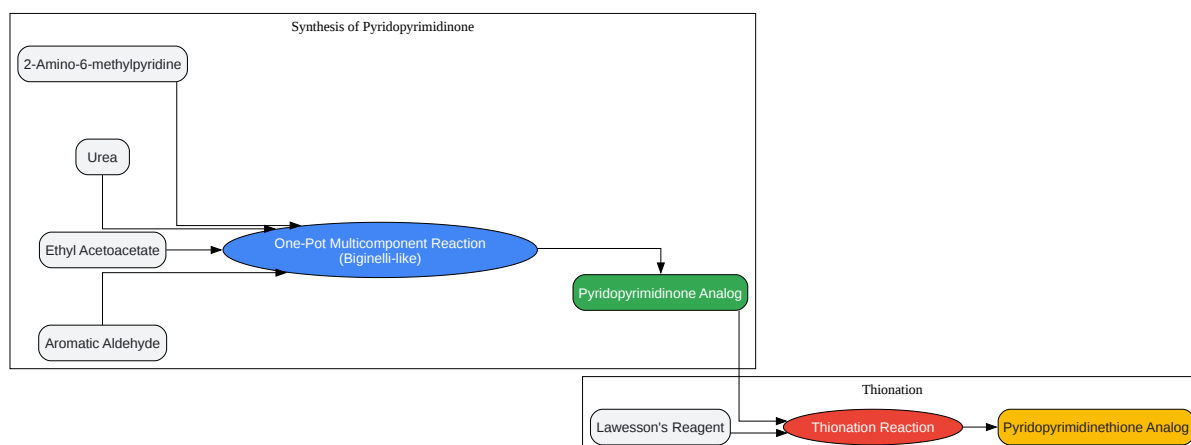 Synthesis of Pyridopyrimidinone
2-Amino-6-methylpyridine
Urea
Ethyl Acetoacetate
One-Pot Multicomponent Reaction
(Biginelli-like)
Pyridopyrimidinone Analog
Aromatic Aldehyde
Thionation
Lawesson's Reagent
Thionation Reaction
Pyridopyrimidinethione Analog